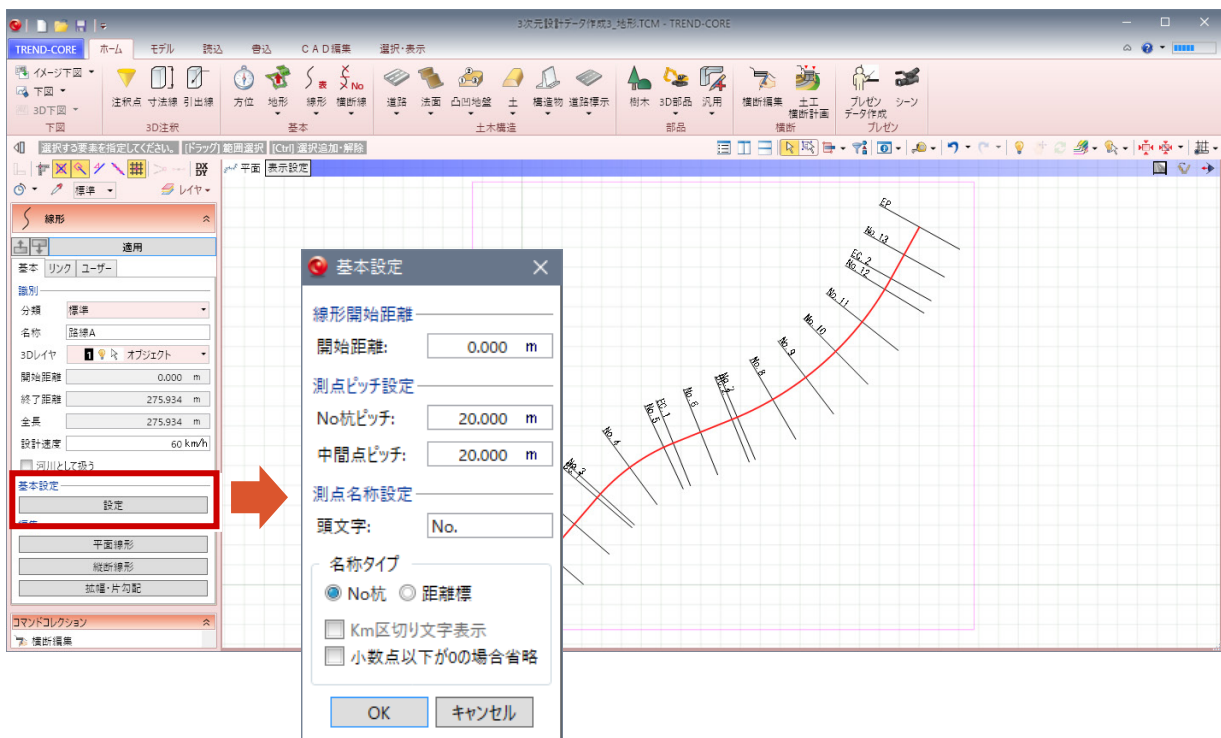 3次元設計データ作成3_地形.TCM - TREND-CORE
TREND-CORE ホーム モデル 読込 書込 CAD編集 選択・表示
イメージ下図
下図
3D下図
注釈点 寸法線 引出線 方位 地形 線形 横断線 道路 法面 凸凹地盤 土 構造物 道路標示 樹木 3D部品 汎用 横断編集 土工横断計画 プレゼンデータ作成 シーン
下図 3D注釈 基本 土木構造 部品 横断 プレゼン
選択する要素を指定してください。 [ドラッグ]範囲選択 [Ctrl]選択追加・解除
平面 表示設定
標準 レイヤ
線形
適用
基本 リンク ユーザー
識別
分類 標準
名称 路線A
3Dレイヤ 1 オブジェクト
開始距離 0.000 m
終了距離 275.934 m
全長 275.934 m
設計速度 60 km/h
河川として扱う
基本設定
設定
平面線形
縦断線形
拡幅・片勾配
コマンドコレクション
横断編集
基本設定
線形開始距離
開始距離: 0.000 m
測点ピッチ設定
No杭ピッチ: 20.000 m
中間点ピッチ: 20.000 m
測点名称設定
頭文字: No.
名称タイプ
No杭 距離標
Km区切り文字表示
小数点以下が0の場合省略
OK キャンセル
EP
No.13
EC.2
No.12
No.11
No.10
No.9
No.8
No.6
EC.1
No.5
No.4
No.3